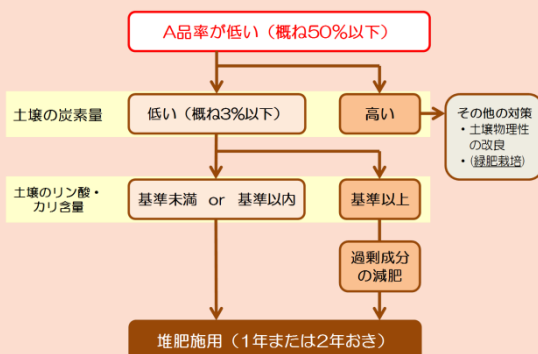 A品率が低い（概ね50%以下）
土壌の炭素量
低い（概ね3%以下）
高い
その他の対策
・土壌物理性
の改良
・(緑肥栽培)
土壌のリン酸・
カリ含量
基準未満 or 基準以内
基準以上
過剰成分
の減肥
堆肥施用（1年または2年おき）